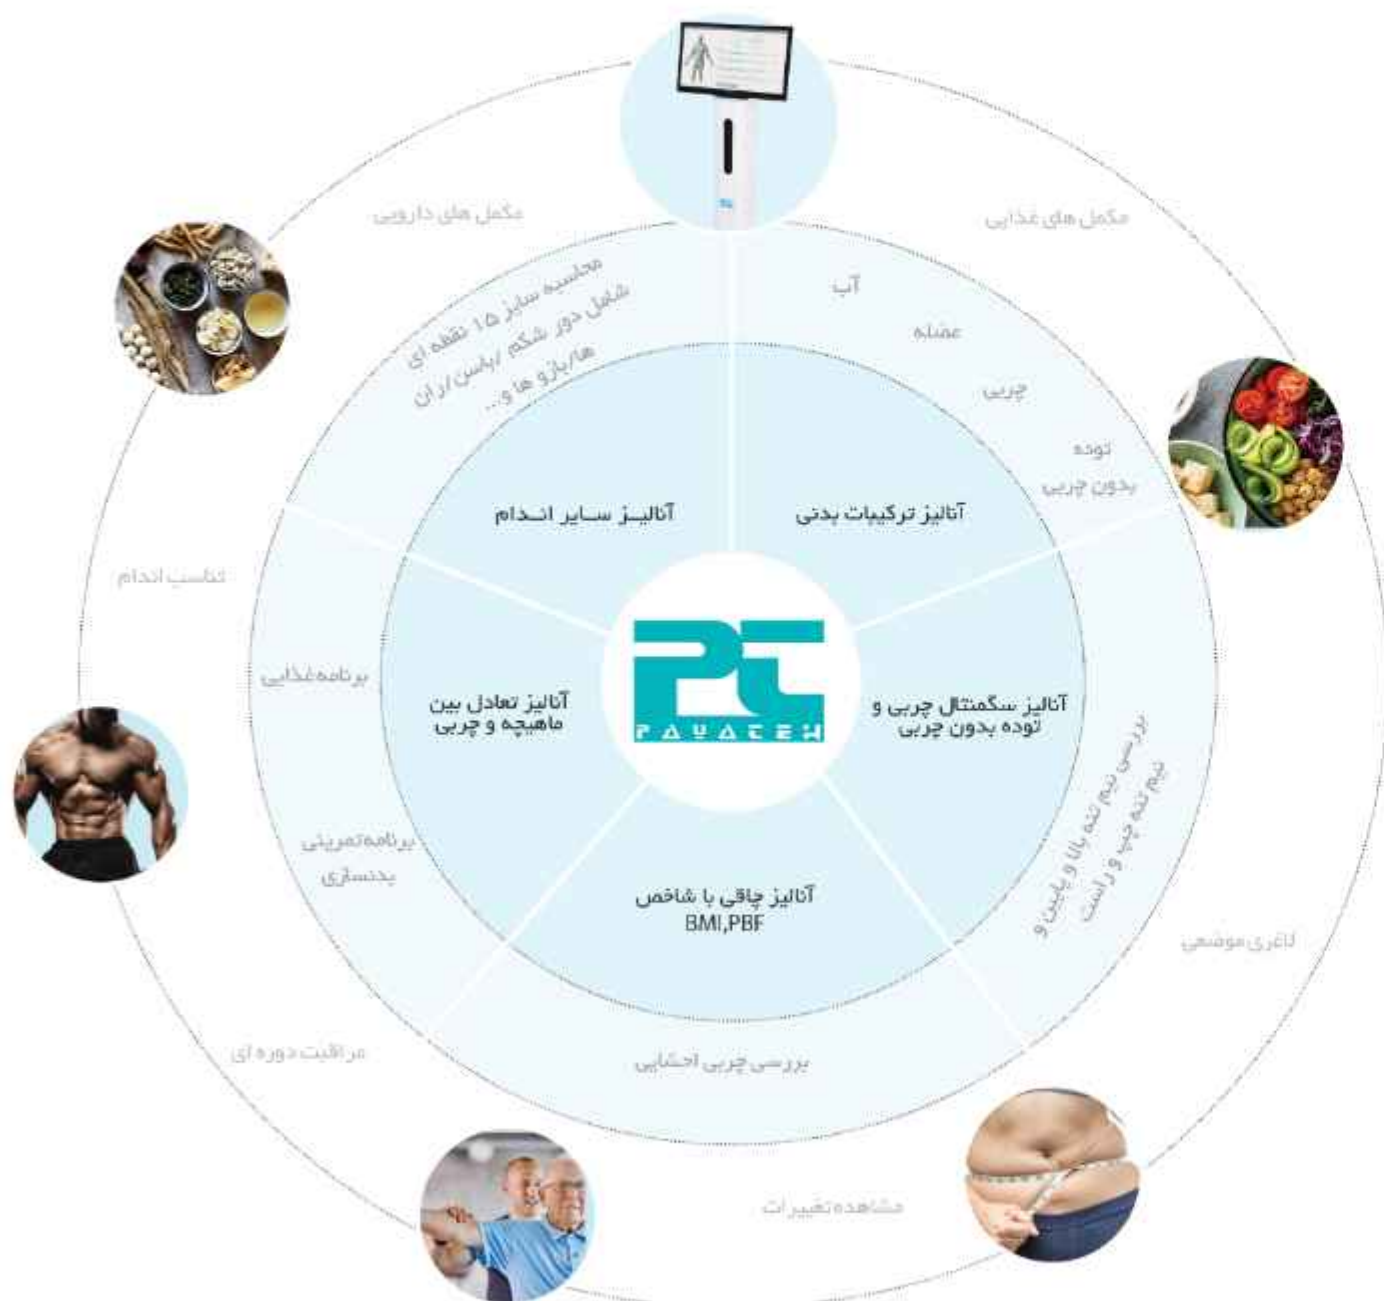 مکمل های دارویی
مکمل های غذایی
محاسبه سایز ۱۵ نقطه ای
شامل دور شکم /باسن/ران
ها/بازو ها و...
آب
عضله
چربی
توده
بدون چربی
آنالیـز سـایر انـدام
آنالیز ترکیبات بدنی
تناسب اندام
برنامه غذایی
آنالیز تعادل بین
ماهیچه و چربی
PAYATEK
آنالیز سگمنتال چربی و
توده بدون چربی
بررسی نیم تنه بالا و پایین و
نیم تنه چپ و راست
برنامه تمرینی
بدنسازی
آنالیز چاقی با شاخص
BMI,PBF
لاغری موضعی
مراقبت دوره ای
بررسی چربی احشایی
مشاهده تغییرات